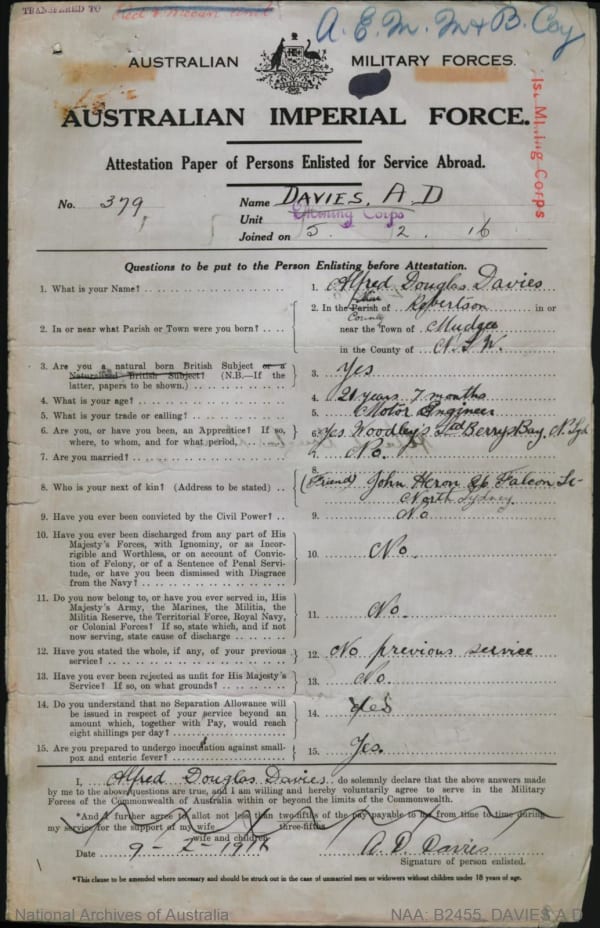 TRANSFERRED TO
A. E. M. M & B. Coy
AUSTRALIAN MILITARY FORCES.
1st Mining Corps
AUSTRALIAN IMPERIAL FORCE.
Attestation Paper of Persons Enlisted for Service Abroad.
No. 379
Name DAVIES, A D
Unit Mining Corps
Joined on 5. 2. 16
Questions to be put to the Person Enlisting before Attestation.
1. What is your Name? 1. Alfred Douglas Davies
2. In or near what Parish or Town were you born? 2. In the Parish of Robertson in or
County
near the Town of Mudgee
in the County of N.S.W.
3. Are you a natural born British Subject or a
Naturalized British Subject? (N.B.—If the
latter, papers to be shown.) 3. Yes
4. What is your age? 4. 21 years 7 months
5. What is your trade or calling? 5. Motor Engineer
6. Are you, or have you been, an Apprentice? If so,
where, to whom, and for what period, 6. Yes Woodley's Ltd Berrys Bay, N. Syd
7. Are you married? 7. No.
8. Who is your next of kin? (Address to be stated) 8. (Friend) John Heron 96 Falcon St
North Sydney
9. Have you ever been convicted by the Civil Power? 9. No
10. Have you ever been discharged from any part of His
Majesty's Forces, with Ignominy, or as Incor-
rigible and Worthless, or on account of Convic-
tion of Felony, or of a Sentence of Penal Servi-
tude, or have you been dismissed with Disgrace
from the Navy? 10. No.
11. Do you now belong to, or have you ever served in, His
Majesty's Army, the Marines, the Militia, the
Militia Reserve, the Territorial Force, Royal Navy,
or Colonial Forces? If so, state which, and if not
now serving, state cause of discharge 11. No.
12. Have you stated the whole, if any, of your previous
service? 12. No previous service
13. Have you ever been rejected as unfit for His Majesty's
Service? If so, on what grounds? 13. No.
14. Do you understand that no Separation Allowance will
be issued in respect of your service beyond an
amount which, together with Pay, would reach
eight shillings per day? 14. Yes
15. Are you prepared to undergo inoculation against small-
pox and enteric fever? 15. Yes.
I, Alfred Douglas Davies do solemnly declare that the above answers made
by me to the above questions are true, and I am willing and hereby voluntarily agree to serve in the Military
Forces of the Commonwealth of Australia within or beyond the limits of the Commonwealth.
*And I further agree to allot not less than two-fifths of the pay payable to me from time to time during
three-fifths
my service for the support of my wife
wife and children.
Date 9-2-1916 A. D. Davies
Signature of person enlisted.
*This clause to be amended where necessary and should be struck out in the case of unmarried men or widowers without children under 18 years of age.
National Archives of Australia NAA: B2455, DAVIES A D